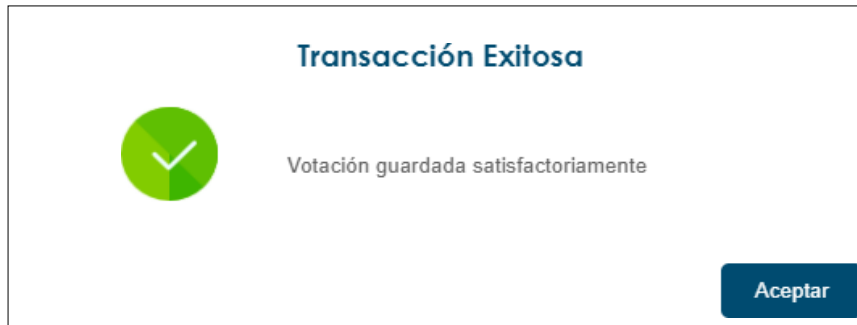 Transacción Exitosa
Votación guardada satisfactoriamente
Aceptar